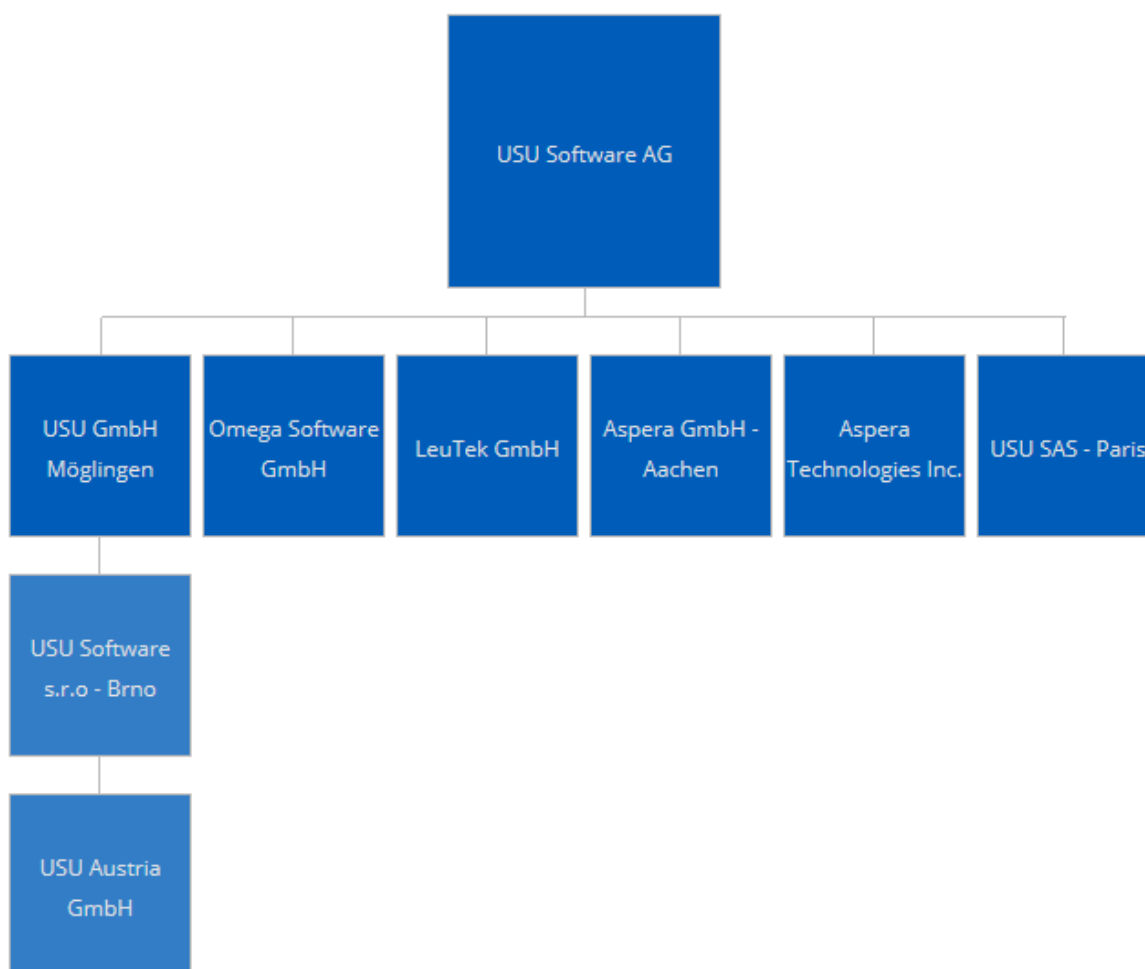 USU Software AG
USU GmbH
Möglingen
Omega Software
GmbH
LeuTek GmbH
Aspera GmbH -
Aachen
Aspera
Technologies Inc.
USU SAS - Paris
USU Software
s.r.o - Brno
USU Austria
GmbH